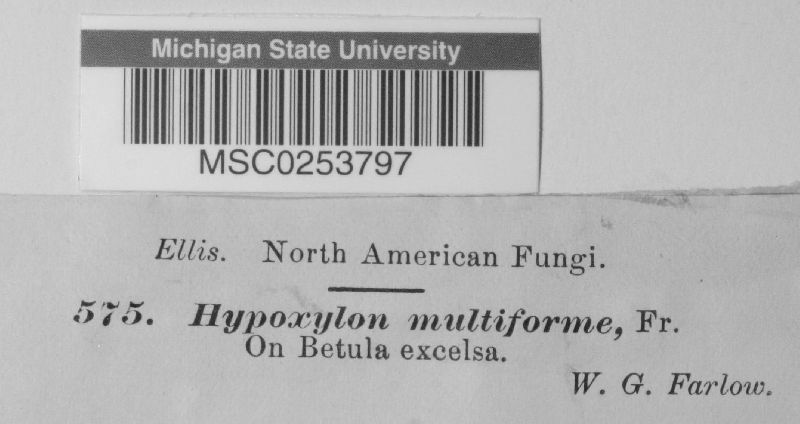 Michigan State University
MSC0253797
Ellis. North American Fungi.
575. Hypoxylon multiforme, Fr.
On Betula excelsa.
W. G. Farlow.